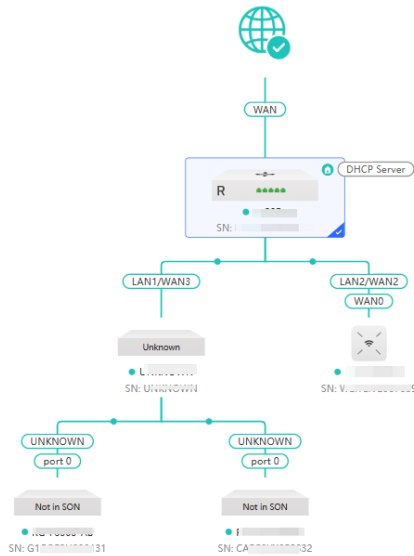 WAN
DHCP Server
R
SN:
LAN1/WAN3
LAN2/WAN2
WAN0
Unknown
SN: UNKNOWN
SN:
UNKNOWN
UNKNOWN
port 0
port 0
Not in SON
Not in SON
SN:
SN: